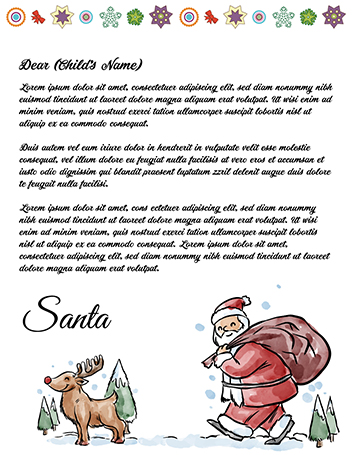 Dear (Child's Name)
Lorem ipsum dolor sit amet, consectetuer adipiscing elit, sed diam nonummy nibh
euismod tincidunt ut laoreet dolore magna aliquam erat volutpat. Ut wisi enim ad
minim veniam, quis nostrud exerci tation ullamcorper suscipit lobortis nisl ut
aliquip ex ea commodo consequat.
Duis autem vel eum iriure dolor in hendrerit in vulputate velit esse molestie
consequat, vel illum dolore eu feugiat nulla facilisis at vero eros et accumsan et
iusto odio dignissim qui blandit praesent luptatum zzril delenit augue duis dolore
te feugait nulla facilisi.
Lorem ipsum dolor sit amet, cons ectetuer adipiscing elit, sed diam nonummy nibh
euismod tincidunt ut laoreet dolore magna aliquam erat volutpat. Ut wisi enim ad
minim veniam, quis nostrud exerci tation ullamcorper suscipit lobortis nisl ut
aliquip ex ea commodo consequat. Lorem ipsum dolor sit amet,
consectetuer adipiscing elit, sed diam nonummy nibh euismod tincidunt ut laoreet
dolore magna aliquam erat volutpat.
Santa